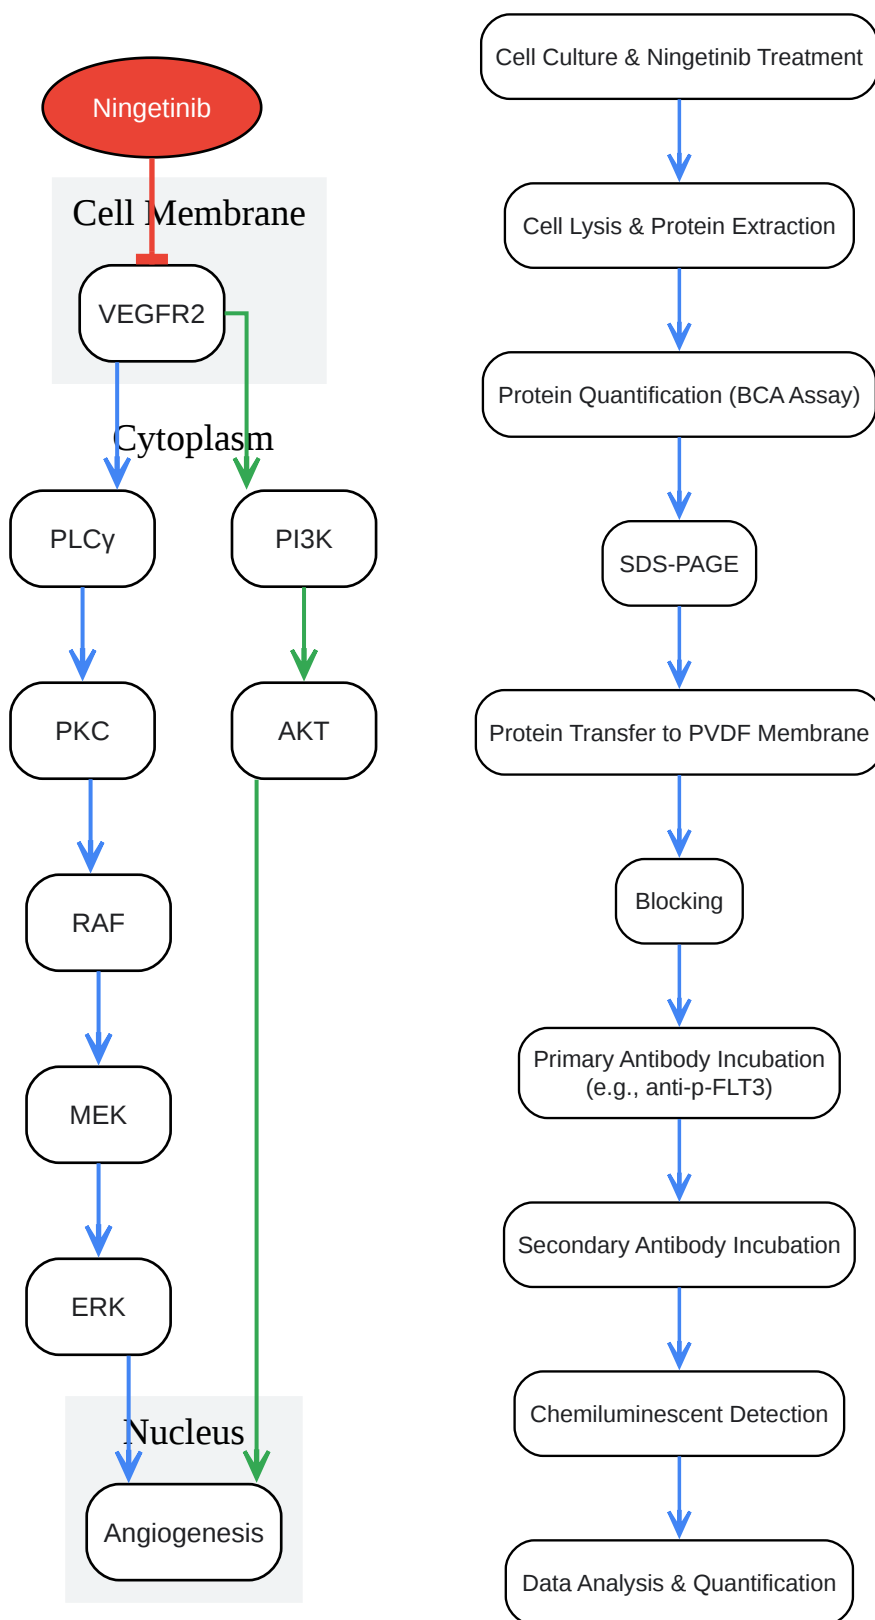 Ningetinib
Cell Membrane
VEGFR2
Cytoplasm
PLCγ
PI3K
PKC
AKT
RAF
MEK
ERK
Nucleus
Angiogenesis
Cell Culture & Ningetinib Treatment
Cell Lysis & Protein Extraction
Protein Quantification (BCA Assay)
SDS-PAGE
Protein Transfer to PVDF Membrane
Blocking
Primary Antibody Incubation
(e.g., anti-p-FLT3)
Secondary Antibody Incubation
Chemiluminescent Detection
Data Analysis & Quantification